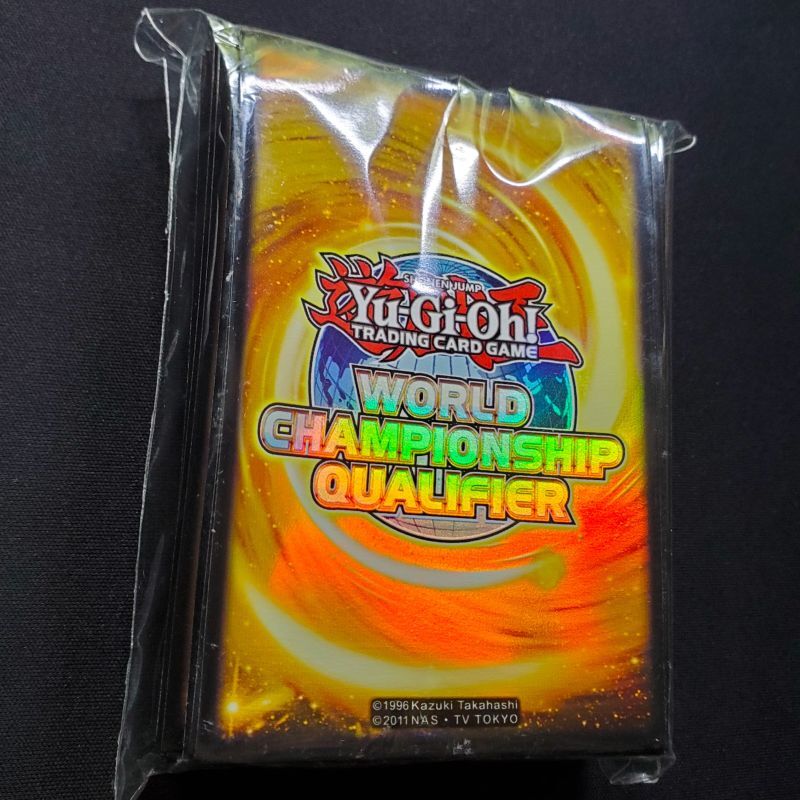 SHONEN JUMP
Yu-Gi-Oh!
TRADING CARD GAME
WORLD
CHAMPIONSHIP
QUALIFIER
©1996 Kazuki Takahashi
©2011 NAS • TV TOKYO